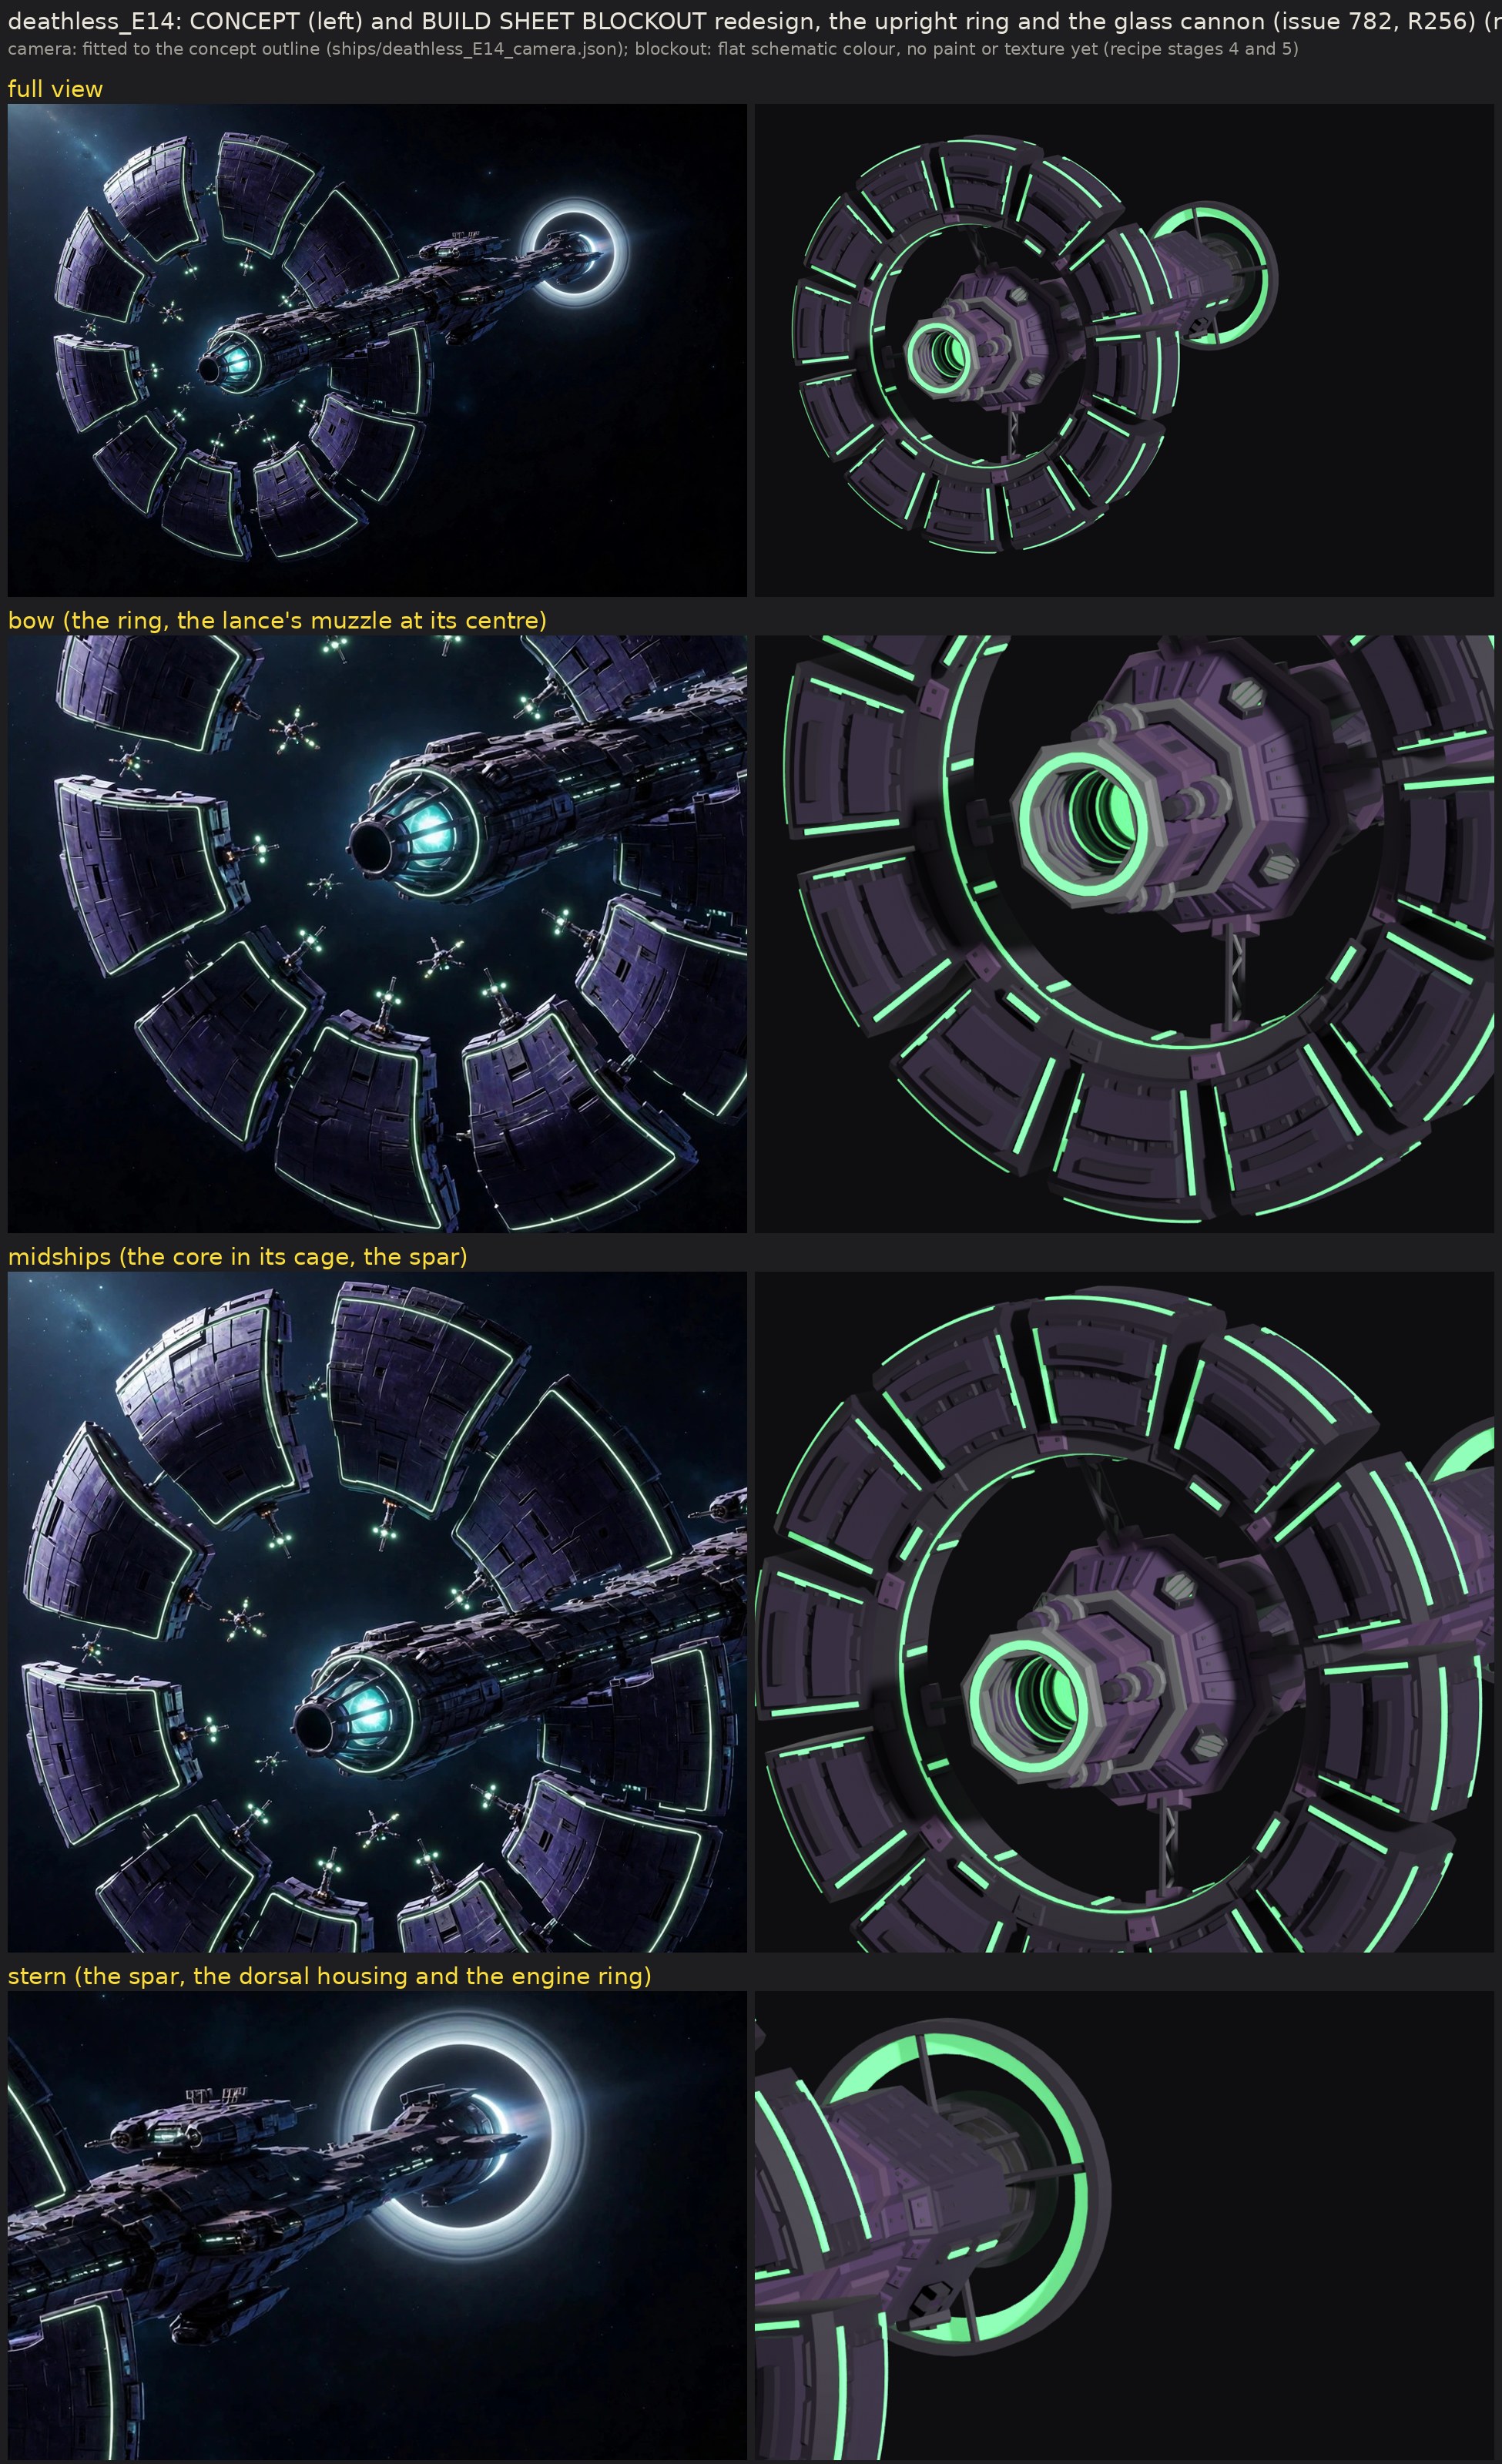 deathless_E14: CONCEPT (left) and BUILD SHEET BLOCKOUT redesign, the upright ring and the glass cannon (issue 782, R256) (r
camera: fitted to the concept outline (ships/deathless_E14_camera.json); blockout: flat schematic colour, no paint or texture yet (recipe stages 4 and 5)
full view
bow (the ring, the lance's muzzle at its centre)
midships (the core in its cage, the spar)
stern (the spar, the dorsal housing and the engine ring)